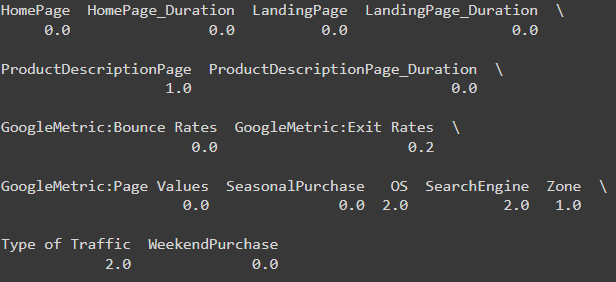 HomePage  HomePage_Duration  LandingPage  LandingPage_Duration  \
0.0  0.0  0.0  0.0
ProductDescriptionPage  ProductDescriptionPage_Duration  \
1.0  0.0
GoogleMetric:Bounce Rates  GoogleMetric:Exit Rates  \
0.0  0.2
GoogleMetric:Page Values  SeasonalPurchase  OS  SearchEngine  Zone  \
0.0  0.0  2.0  2.0  1.0
Type of Traffic  WeekendPurchase
2.0  0.0